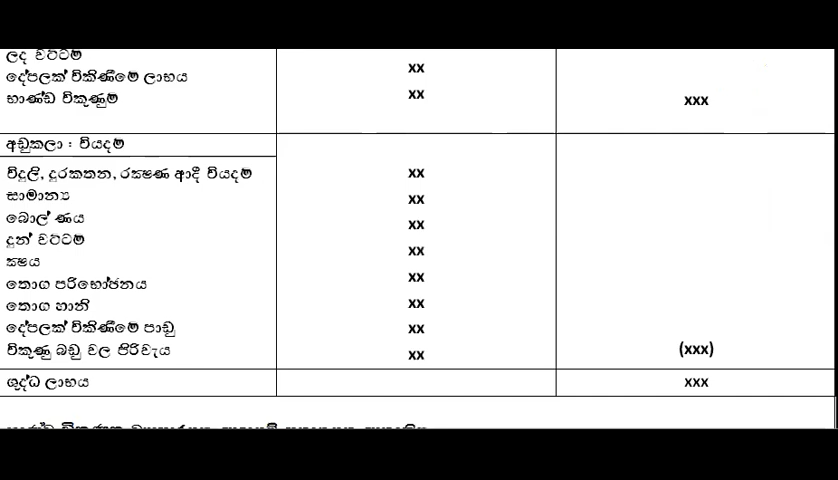 ලද වට්ටම්
දේපලක් විකිණීමේ ලාභය xx
භාණ්ඩ විකුණුම් xx xxx
අඩුකලා : වියදම්
විදුලි, දුරකතන, රක්‍ෂණ ආදී වියදම් xx
සාමාන්‍ය xx
බොල් ණය xx
දුන් වට්ටම් xx
ක්‍ෂය xx
තොග පරිභෝජනය xx
තොග හානි xx
දේපලක් විකිණීමේ පාඩු xx
විකුණු බඩු වල පිරිවැය xx (xxx)
ශුද්ධ ලාභය xxx